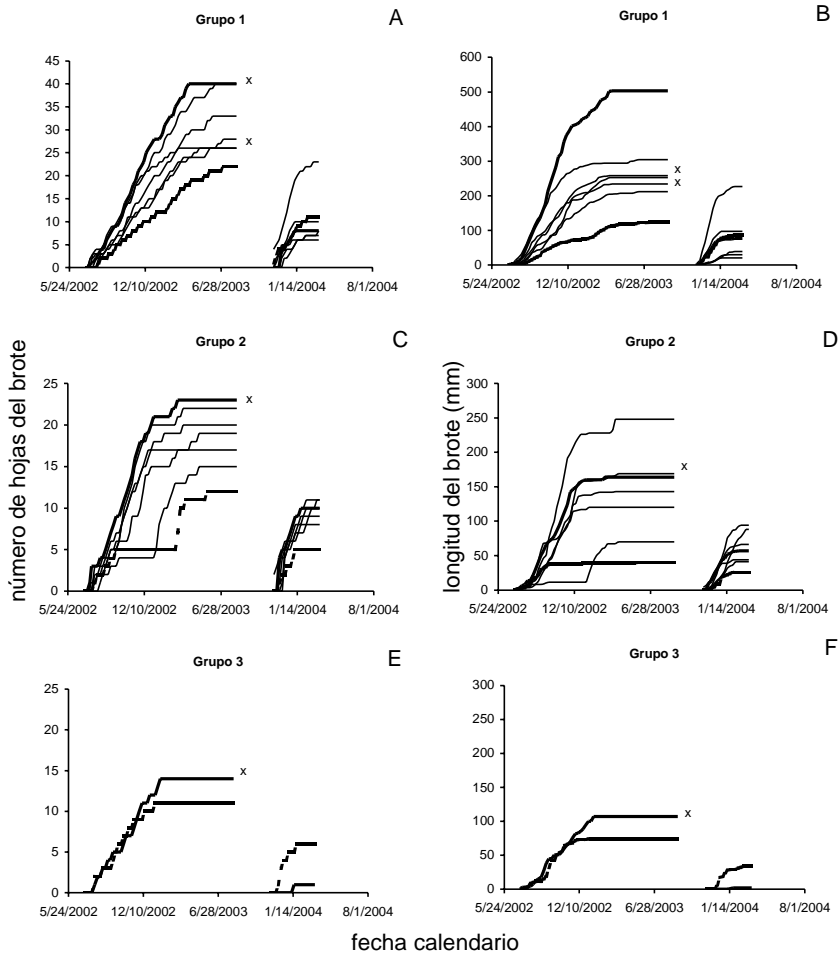 Grupo 1
A
45
40
35
30
25
20
15
10
5
0
x
x
5/24/2002 12/10/2002 6/28/2003 1/14/2004 8/1/2004
Grupo 1
B
600
500
400
300
200
100
0
x
x
5/24/2002 12/10/2002 6/28/2003 1/14/2004 8/1/2004
número de hojas del brote
Grupo 2
C
25
20
15
10
5
0
x
5/24/2002 12/10/2002 6/28/2003 1/14/2004 8/1/2004
longitud del brote (mm)
Grupo 2
D
300
250
200
150
100
50
0
x
5/24/2002 12/10/2002 6/28/2003 1/14/2004 8/1/2004
Grupo 3
E
25
20
15
10
5
0
x
5/24/2002 12/10/2002 6/28/2003 1/14/2004 8/1/2004
Grupo 3
F
300
250
200
150
100
50
0
x
5/24/2002 12/10/2002 6/28/2003 1/14/2004 8/1/2004
fecha calendario